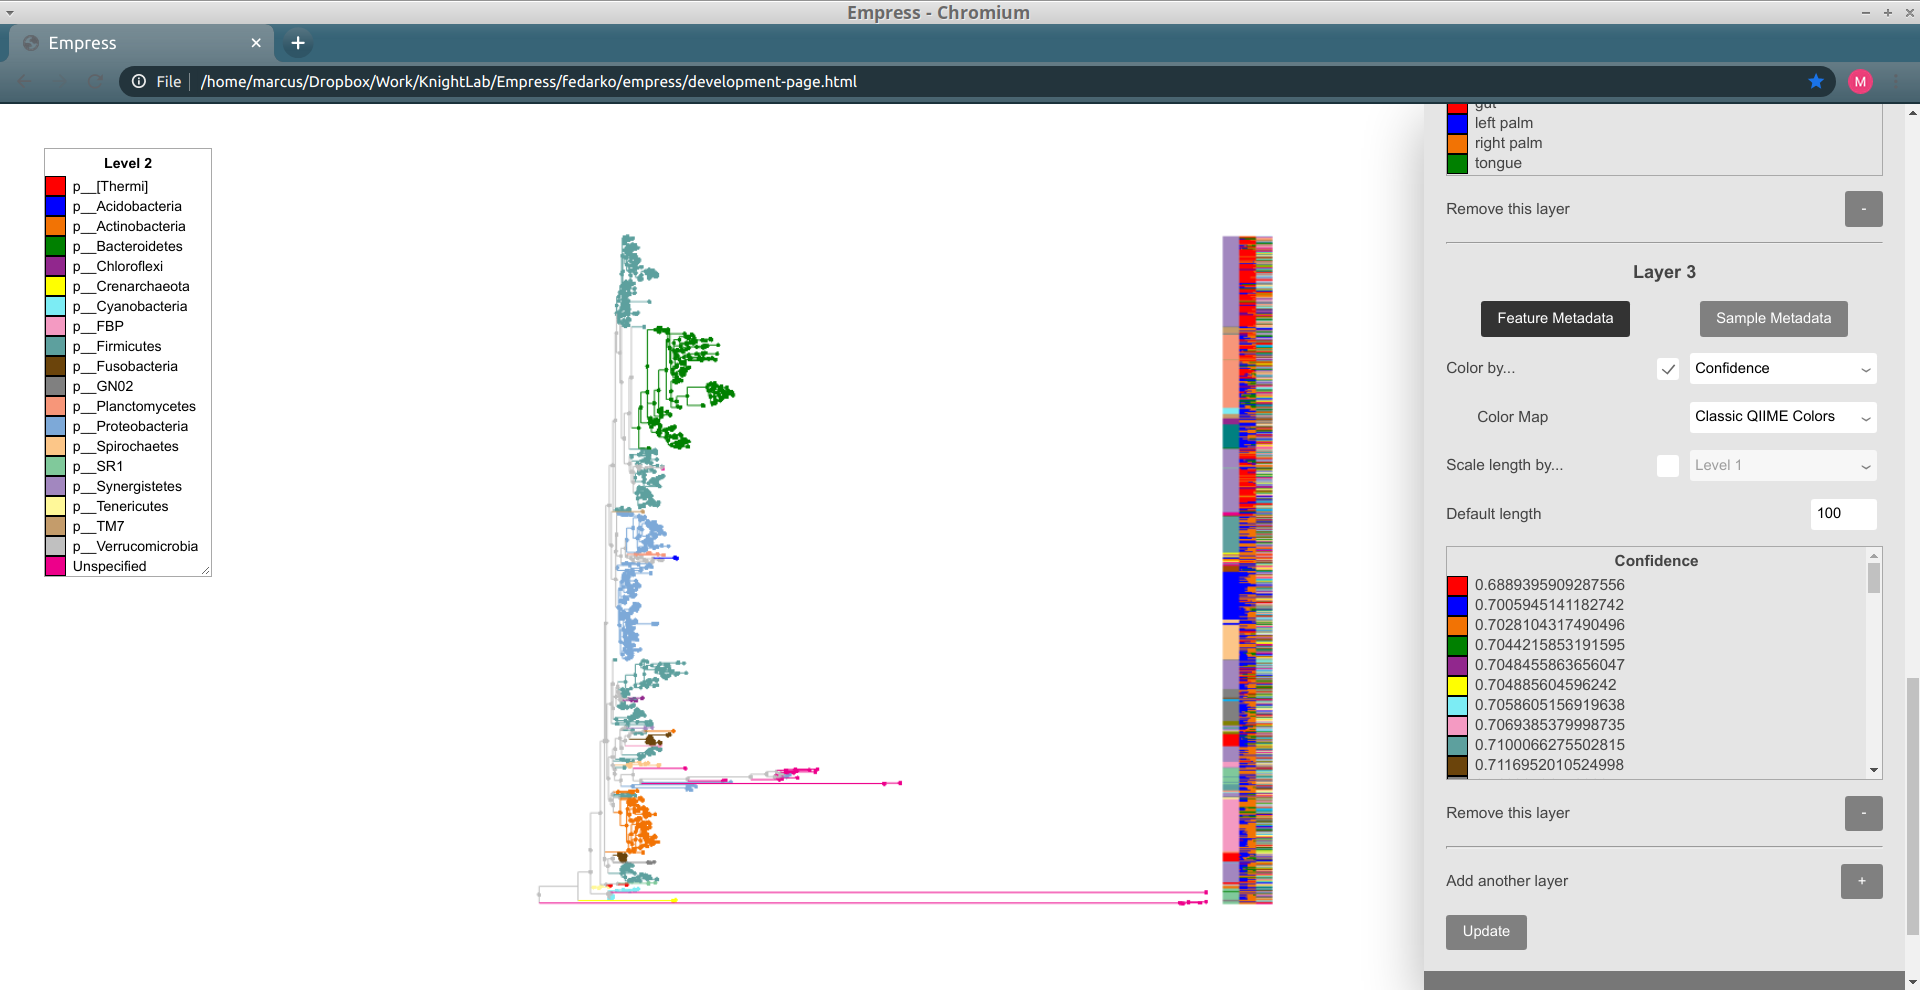 Empress - Chromium
Empress
File /home/marcus/Dropbox/Work/KnightLab/Empress/fedarko/empress/development-page.html
M
Level 2
p__[Thermi]
p__Acidobacteria
p__Actinobacteria
p__Bacteroidetes
p__Chloroflexi
p__Crenarchaeota
p__Cyanobacteria
p__FBP
p__Firmicutes
p__Fusobacteria
p__GN02
p__Planctomycetes
p__Proteobacteria
p__Spirochaetes
p__SR1
p__Synergistetes
p__Tenericutes
p__TM7
p__Verrucomicrobia
Unspecified
gut
left palm
right palm
tongue
Remove this layer -
Layer 3
Feature Metadata Sample Metadata
Color by... Confidence
Color Map Classic QIIME Colors
Scale length by... Level 1
Default length 100
Confidence
0.6889395909287556
0.7005945141182742
0.7028104317490496
0.7044215853191595
0.7048455863656047
0.704885604596242
0.7058605156919638
0.7069385379998735
0.7100066275502815
0.7116952010524998
Remove this layer -
Add another layer +
Update